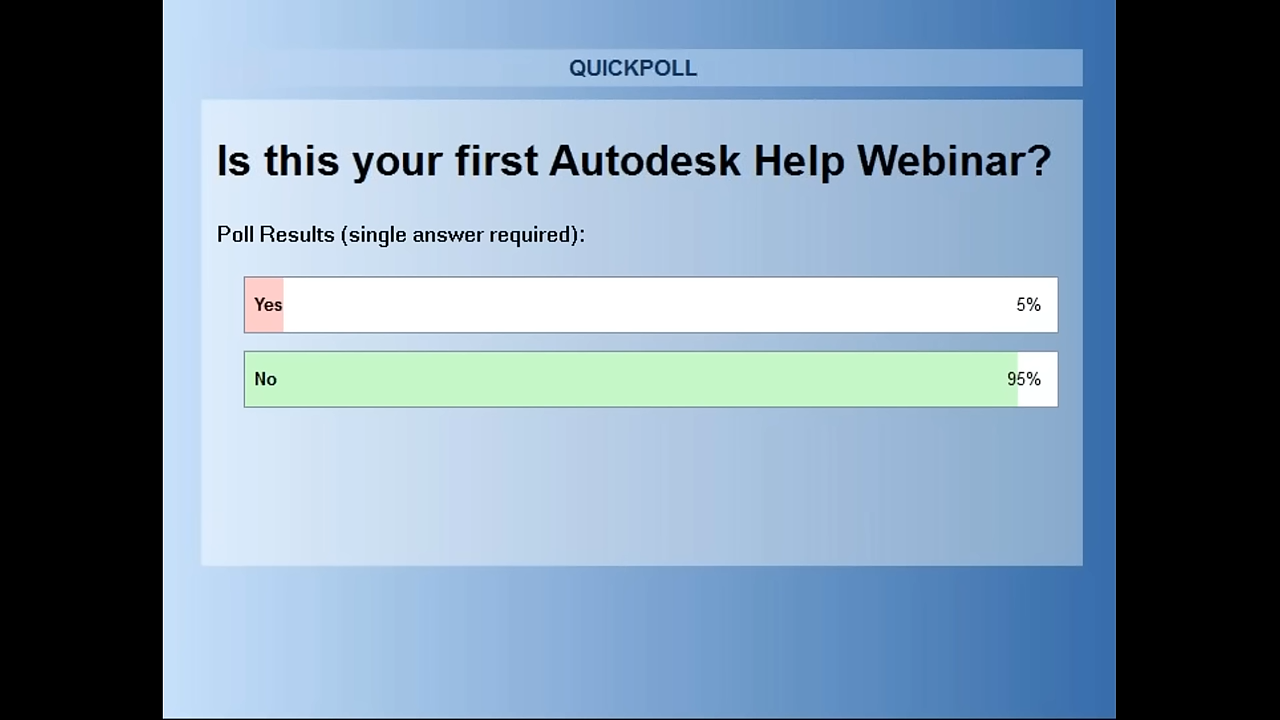 QUICKPOLL
Is this your first Autodesk Help Webinar?
Poll Results (single answer required):
Yes 5%
No 95%